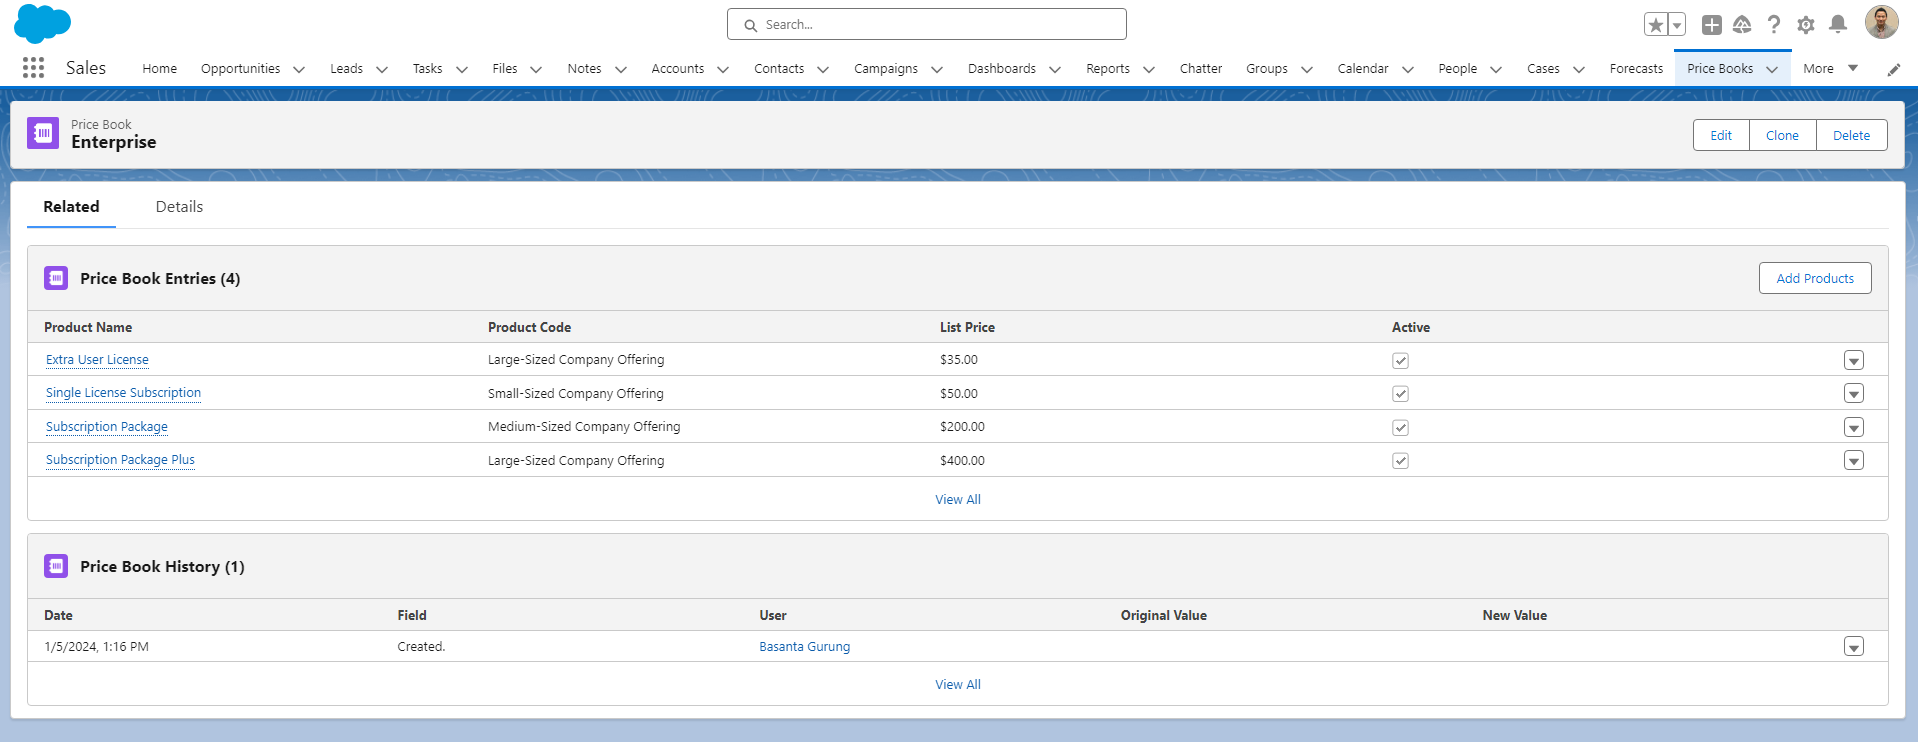 Search...
Sales Home Opportunities Leads Tasks Files Notes Accounts Contacts Campaigns Dashboards Reports Chatter Groups Calendar People Cases Forecasts Price Books More
Price Book
Enterprise
Edit Clone Delete
Related Details
Price Book Entries (4)
Add Products
Product Name Product Code List Price Active
Extra User License Large-Sized Company Offering $35.00
Single License Subscription Small-Sized Company Offering $50.00
Subscription Package Medium-Sized Company Offering $200.00
Subscription Package Plus Large-Sized Company Offering $400.00
View All
Price Book History (1)
Date Field User Original Value New Value
1/5/2024, 1:16 PM Created. Basanta Gurung
View All